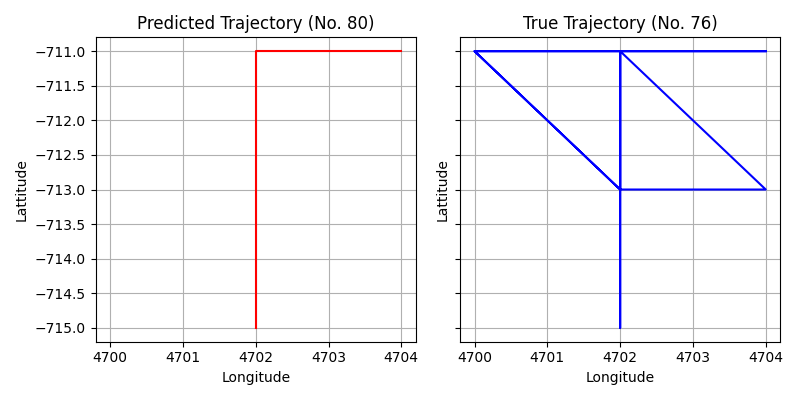 Predicted Trajectory (No. 80)
−711.0
−711.5
−712.0
−712.5
−713.0
−713.5
−714.0
−714.5
−715.0
Lattitude
4700 4701 4702 4703 4704
Longitude
True Trajectory (No. 76)
Lattitude
4700 4701 4702 4703 4704
Longitude